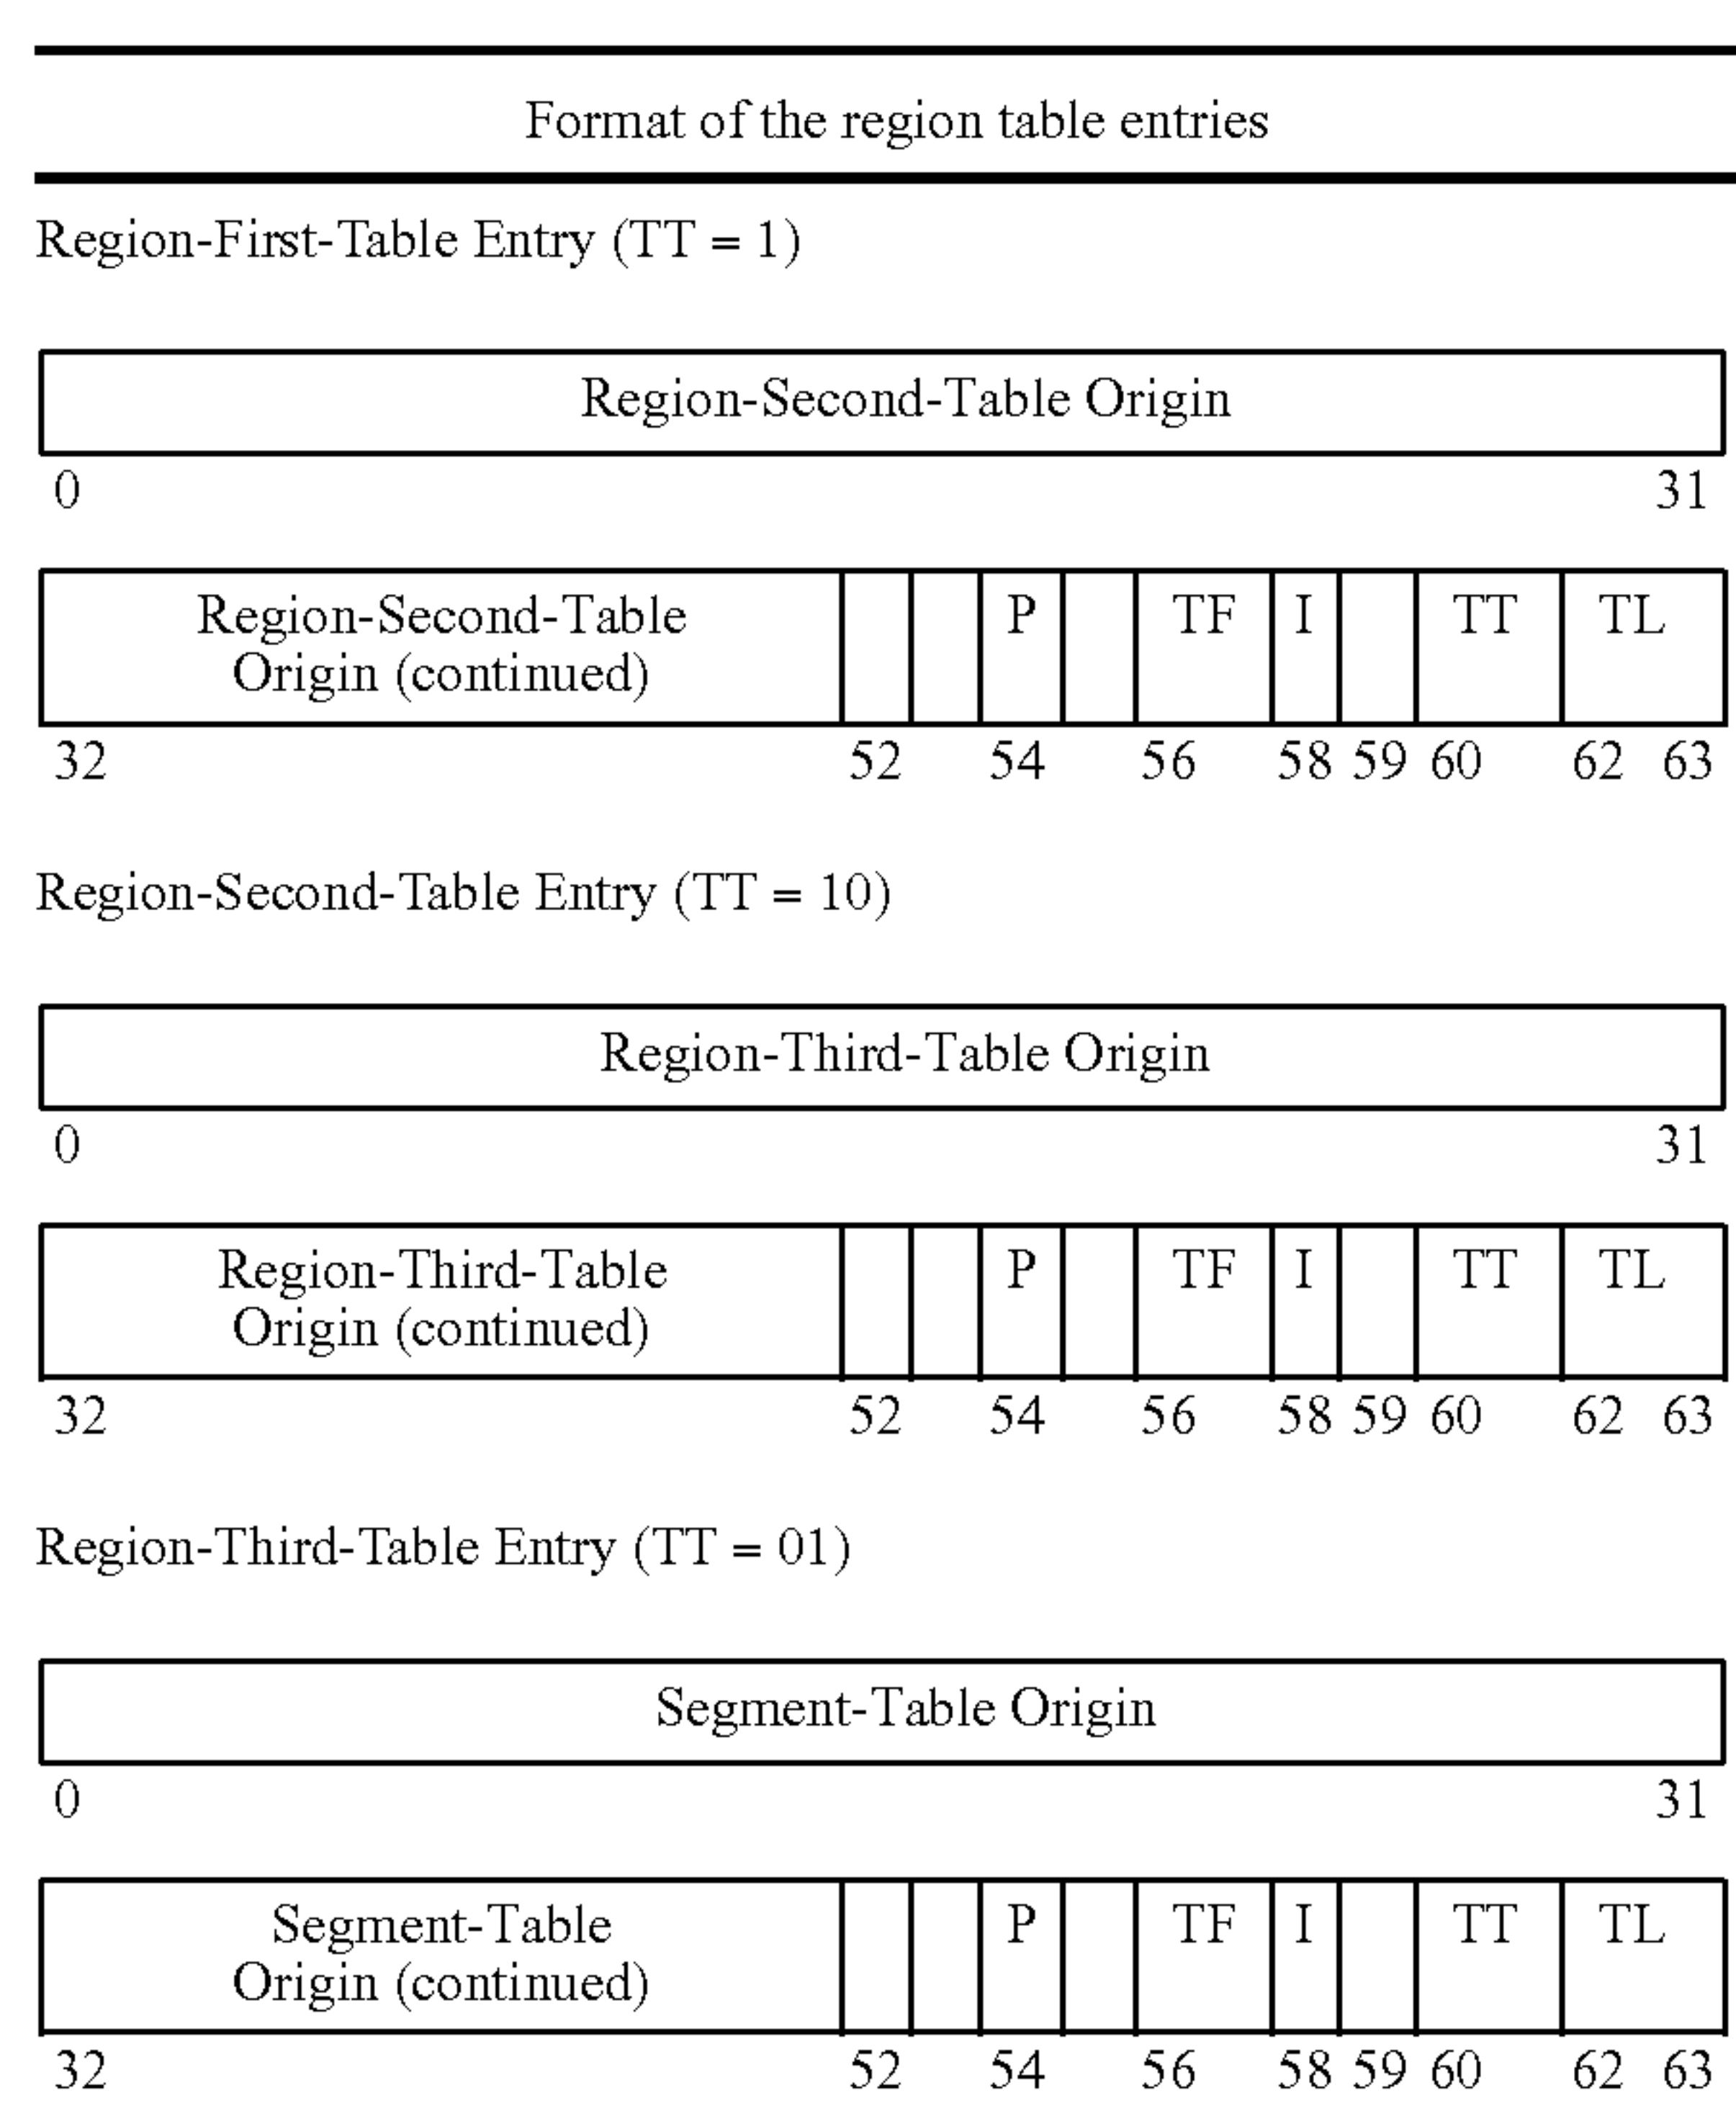 Format of the region table entries
Region-First-Table Entry (TT = 1)
Region-Second-Table Origin
0 31
Region-Second-Table
Origin (continued)
P TF I TT TL
32 52 54 56 58 59 60 62 63
Region-Second-Table Entry (TT = 10)
Region-Third-Table Origin
0 31
Region-Third-Table
Origin (continued)
P TF I TT TL
32 52 54 56 58 59 60 62 63
Region-Third-Table Entry (TT = 01)
Segment-Table Origin
0 31
Segment-Table
Origin (continued)
P TF I TT TL
32 52 54 56 58 59 60 62 63